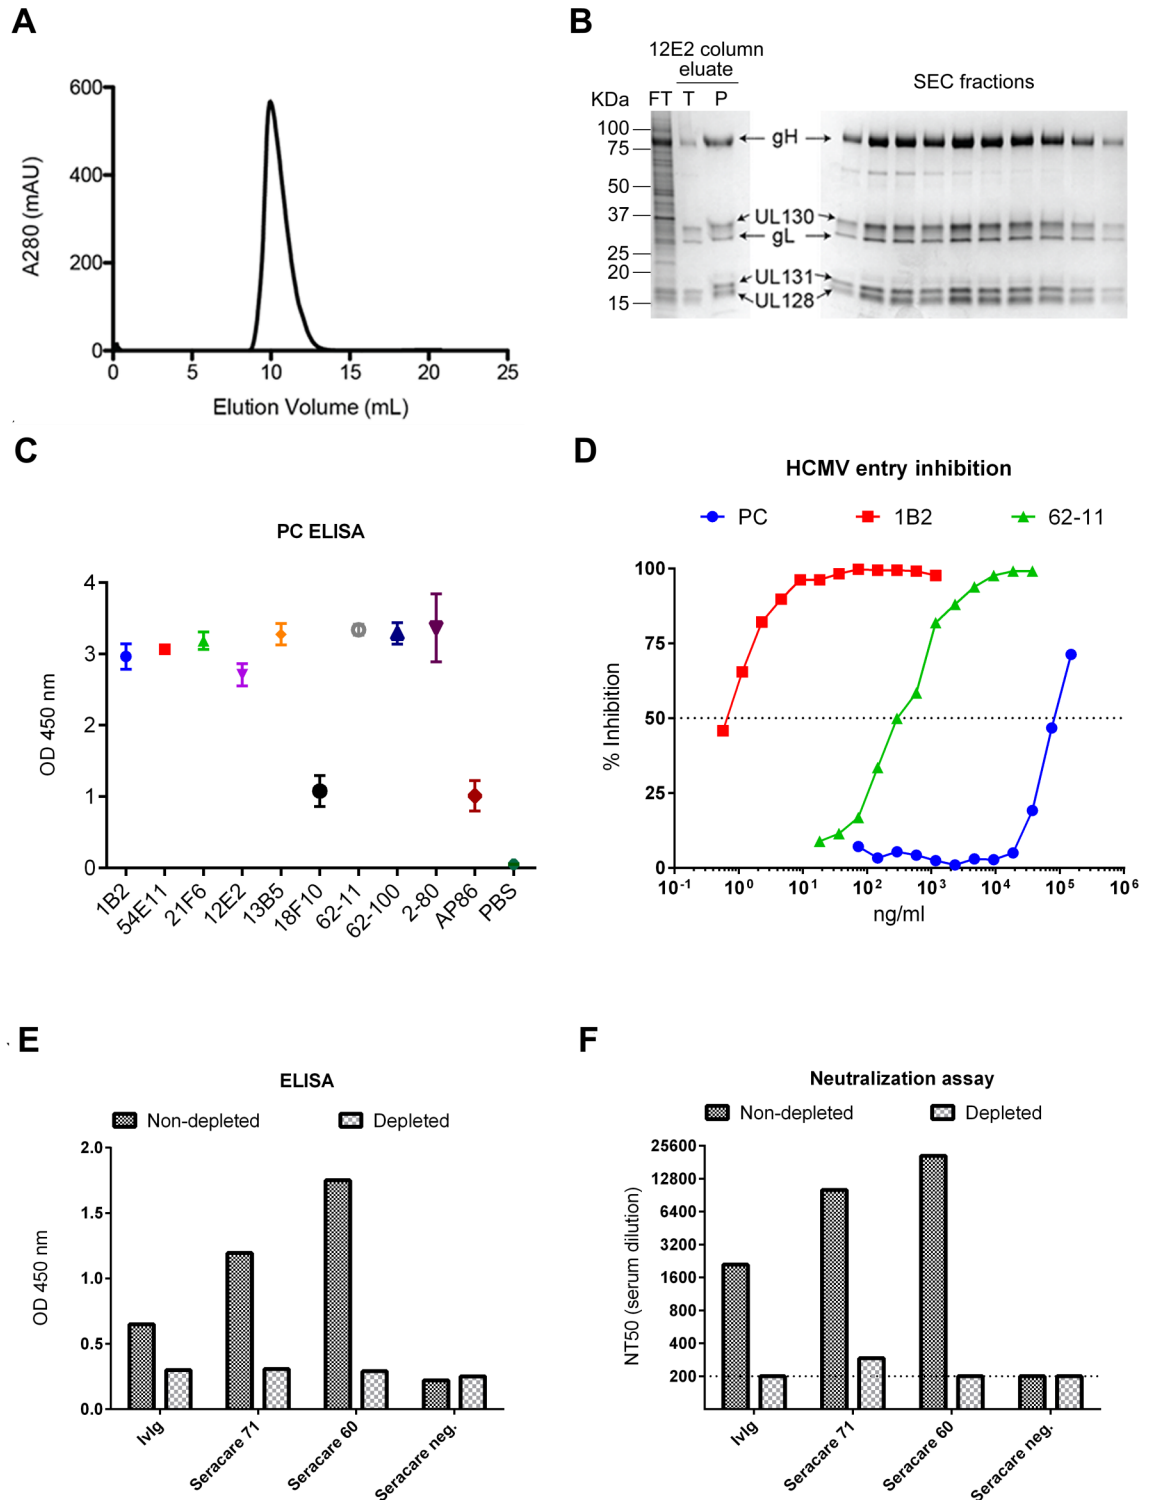 A
600
400
200
0
A280 (mAU)
0 5 10 15 20 25
Elution Volume (mL)
B
12E2 column
eluate
SEC fractions
KDa FT T P
100
75
50
37
25
20
15
gH
UL130
gL
UL131
UL128
C
PC ELISA
4
3
2
1
0
OD 450 nm
1B2 54E11 21F6 12E2 13B5 18F10 62-11 62-100 2-80 AP86 PBS
D
HCMV entry inhibition
PC 1B2 62-11
100
75
50
25
0
% Inhibition
10-1 100 101 102 103 104 105 106
ng/ml
E
ELISA
Non-depleted Depleted
2.0
1.5
1.0
0.5
0.0
OD 450 nm
IvIg Seracare 71 Seracare 60 Seracare neg.
F
Neutralization assay
Non-depleted Depleted
25600
12800
6400
3200
1600
800
400
200
NT50 (serum dilution)
IvIg Seracare 71 Seracare 60 Seracare neg.